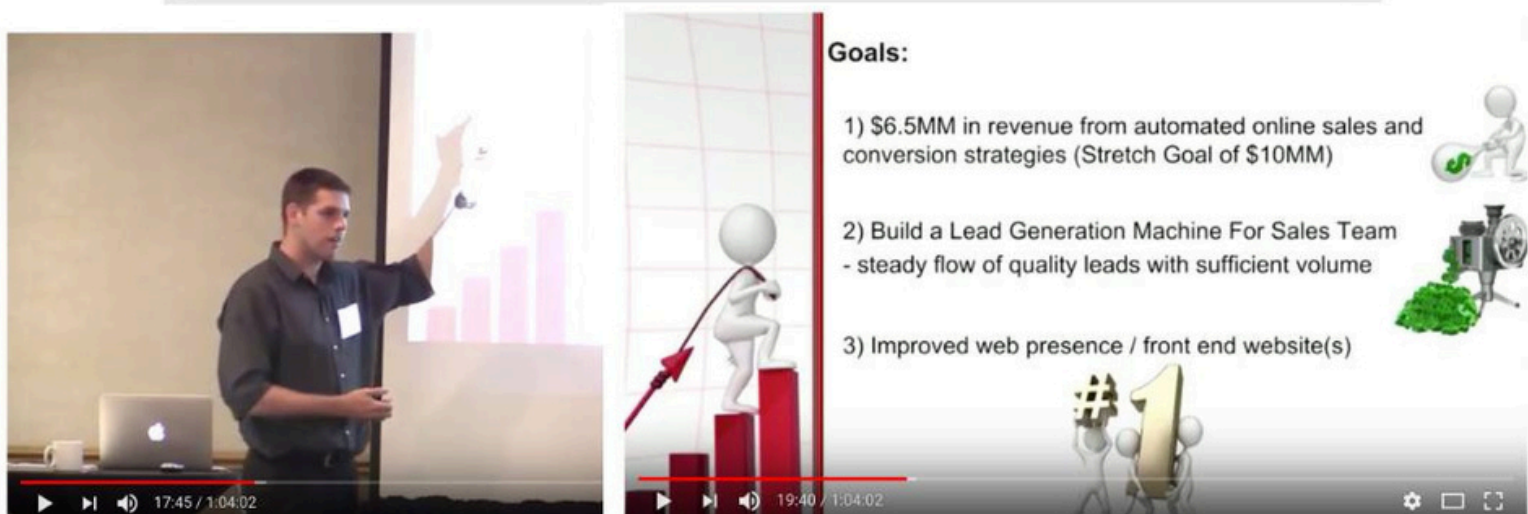 17:45 / 1:04:02
Goals:
1) $6.5MM in revenue from automated online sales and
conversion strategies (Stretch Goal of $10MM)
2) Build a Lead Generation Machine For Sales Team
- steady flow of quality leads with sufficient volume
3) Improved web presence / front end website(s)
#1
19:40 / 1:04:02